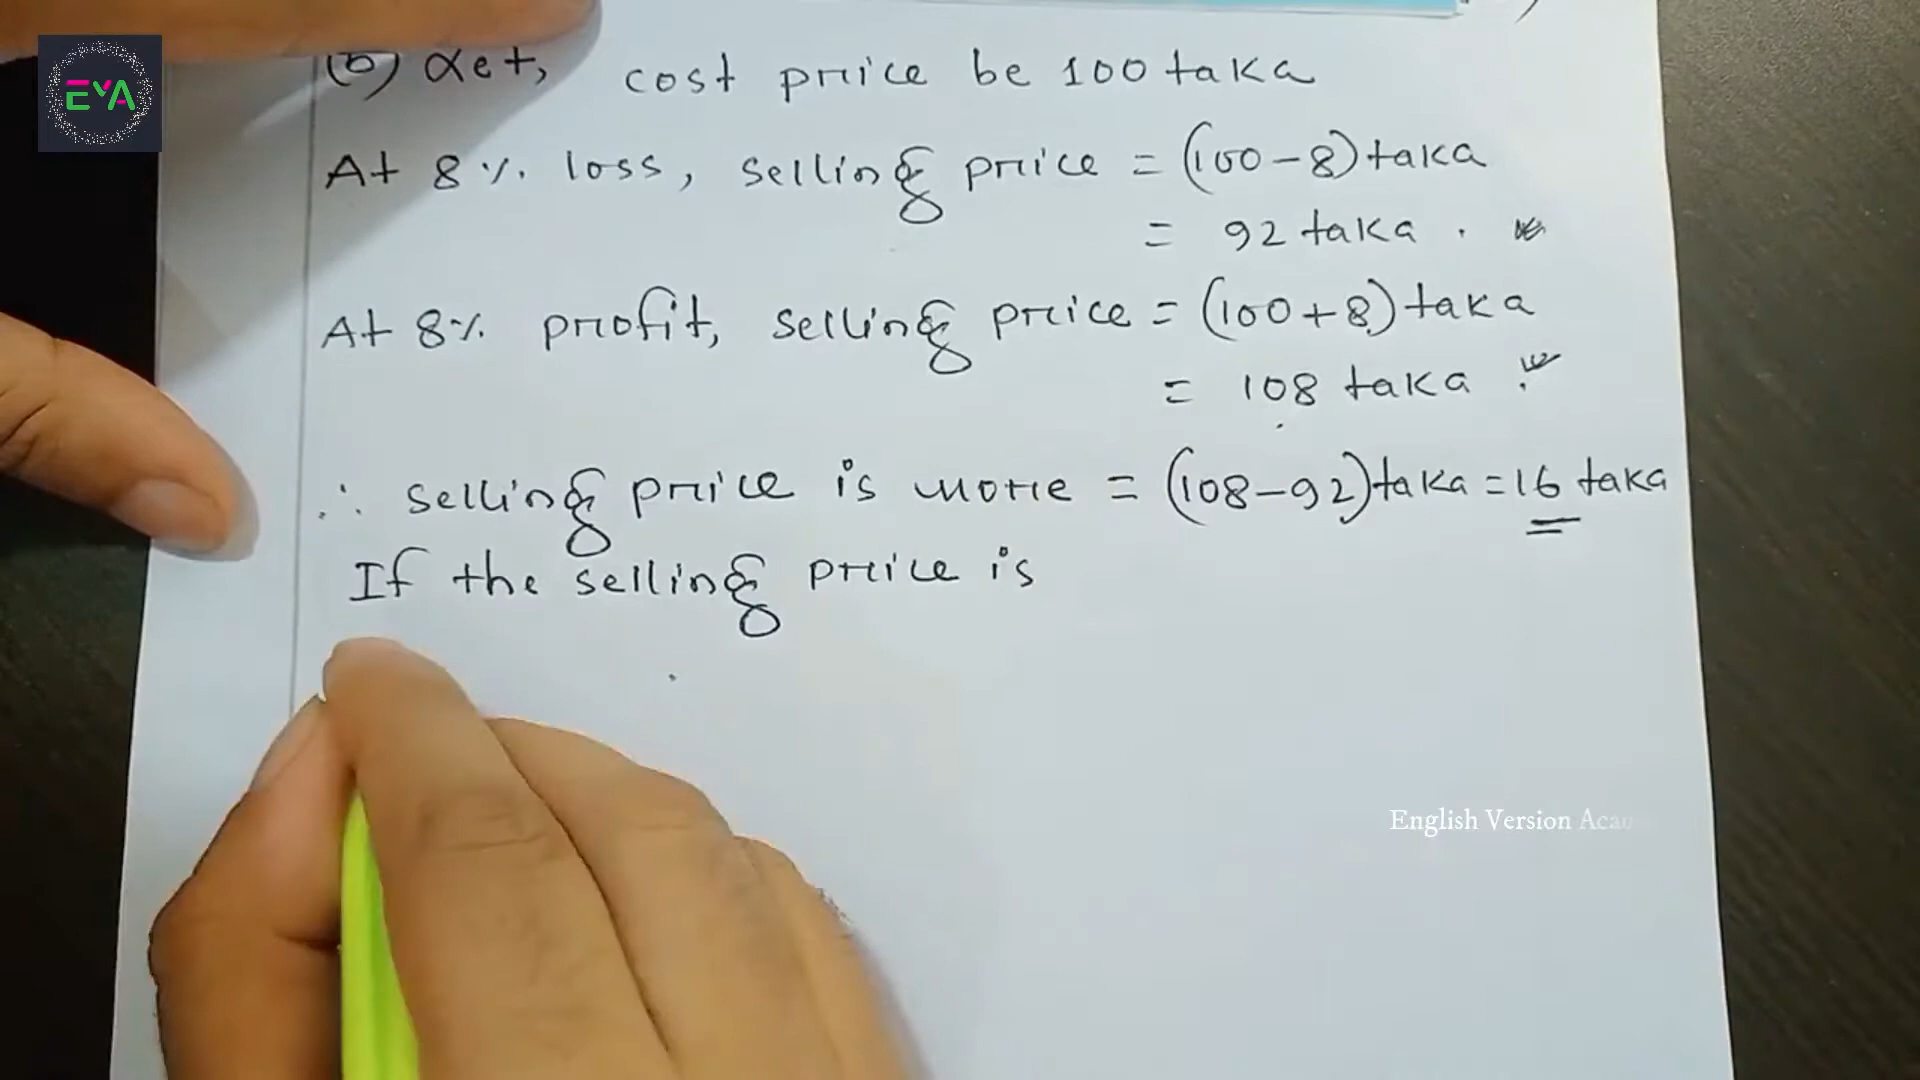 EVA
(b) Let, cost price be 100 taka
At 8% loss, selling price = (100-8) taka
= 92 taka.
At 8% profit, selling price = (100+8) taka
= 108 taka.
∴ selling price is more = (108-92) taka = 16 taka
If the selling price is
English Version